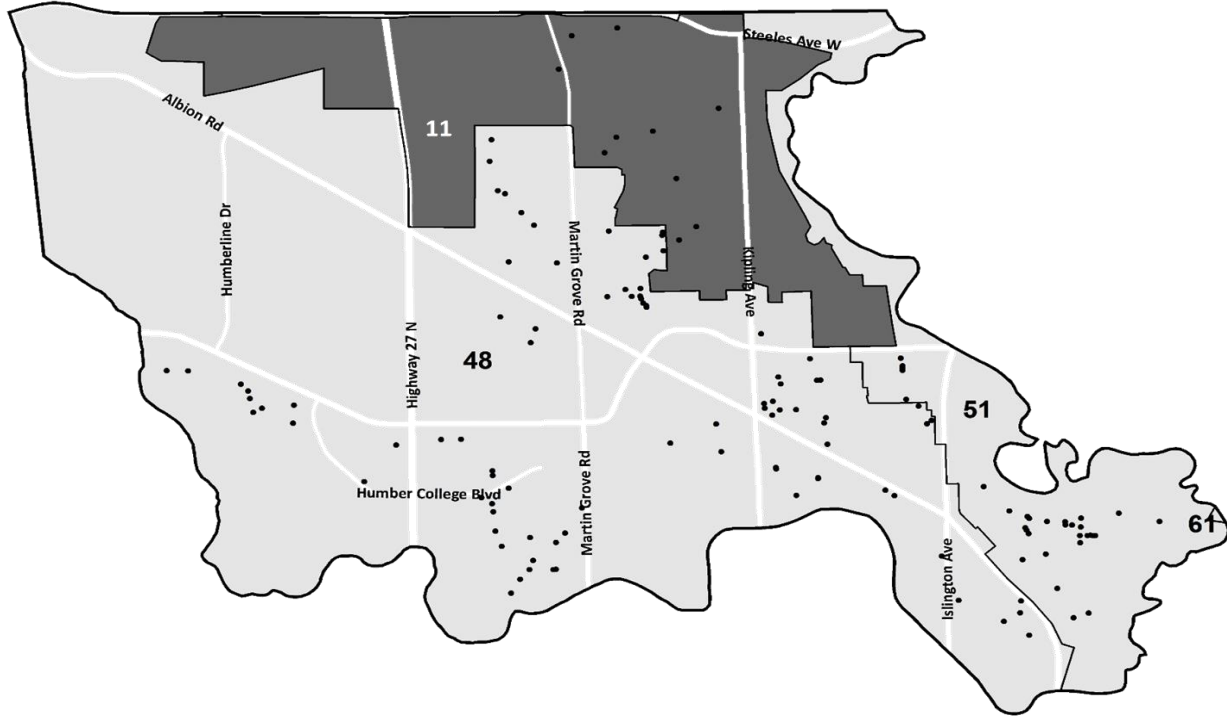 Steeles Ave W
Albion Rd
11
Humberline Dr
Martin Grove Rd
Kipling Ave
Highway 27 N
48
51
Martin Grove Rd
Humber College Blvd
61
Islington Ave